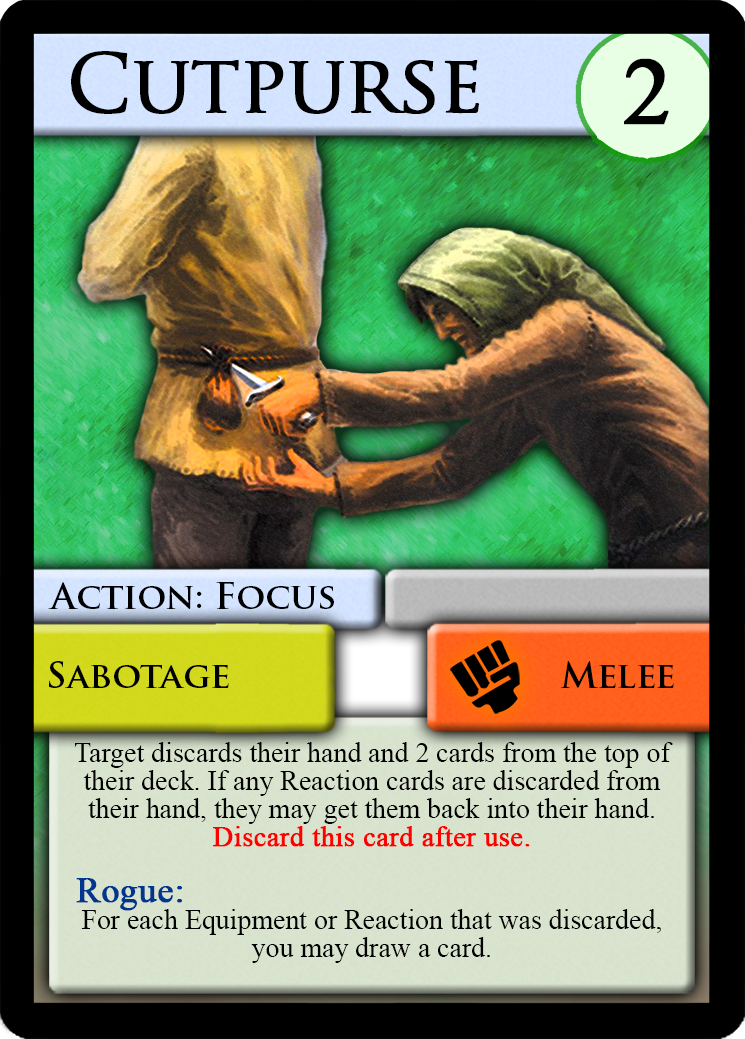 Cutpurse
2
Action: Focus
Sabotage
Melee
Target discards their hand and 2 cards from the top of
their deck. If any Reaction cards are discarded from
their hand, they may get them back into their hand.
Discard this card after use.
Rogue:
For each Equipment or Reaction that was discarded,
you may draw a card.